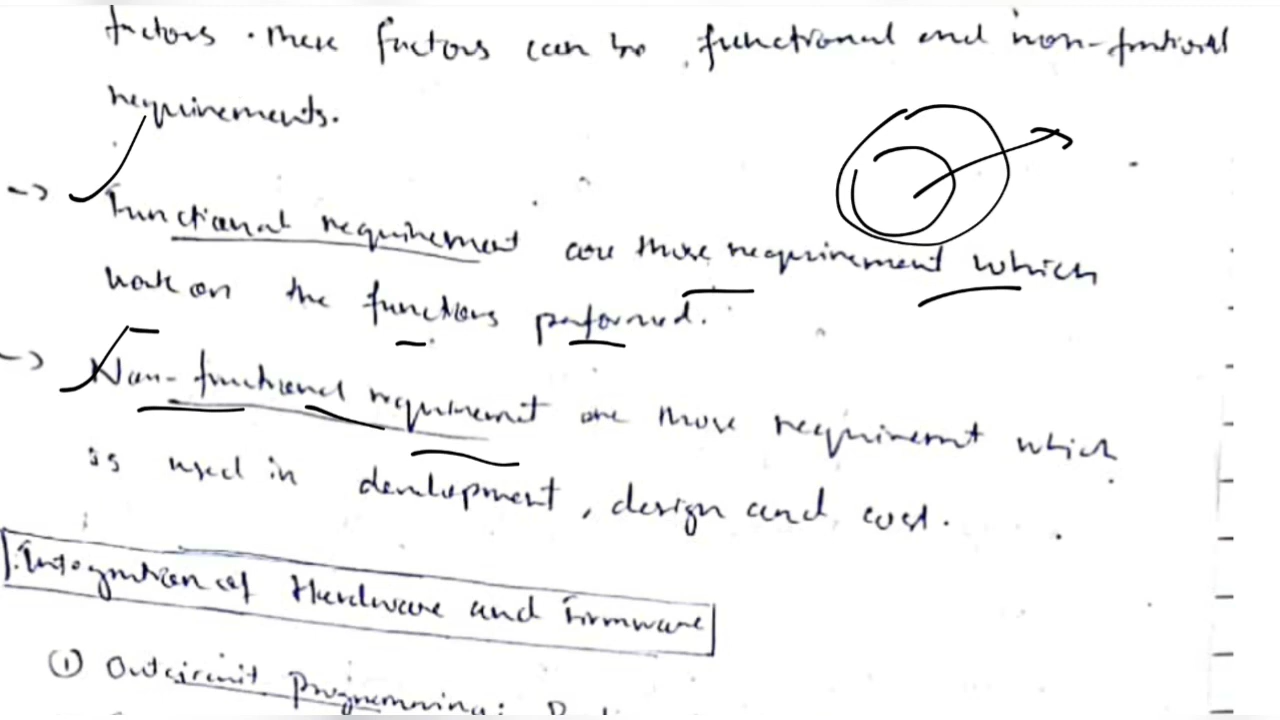 factors. these factors can be functional and non-funtional
requirements.
-> Functional requirement are those requirement which
work on the functions performed.
-> Non-functional requirement are those requirement which
is used in development, design and cost.
Integration of Hardware and Firmware
① Outcircuit Programming: